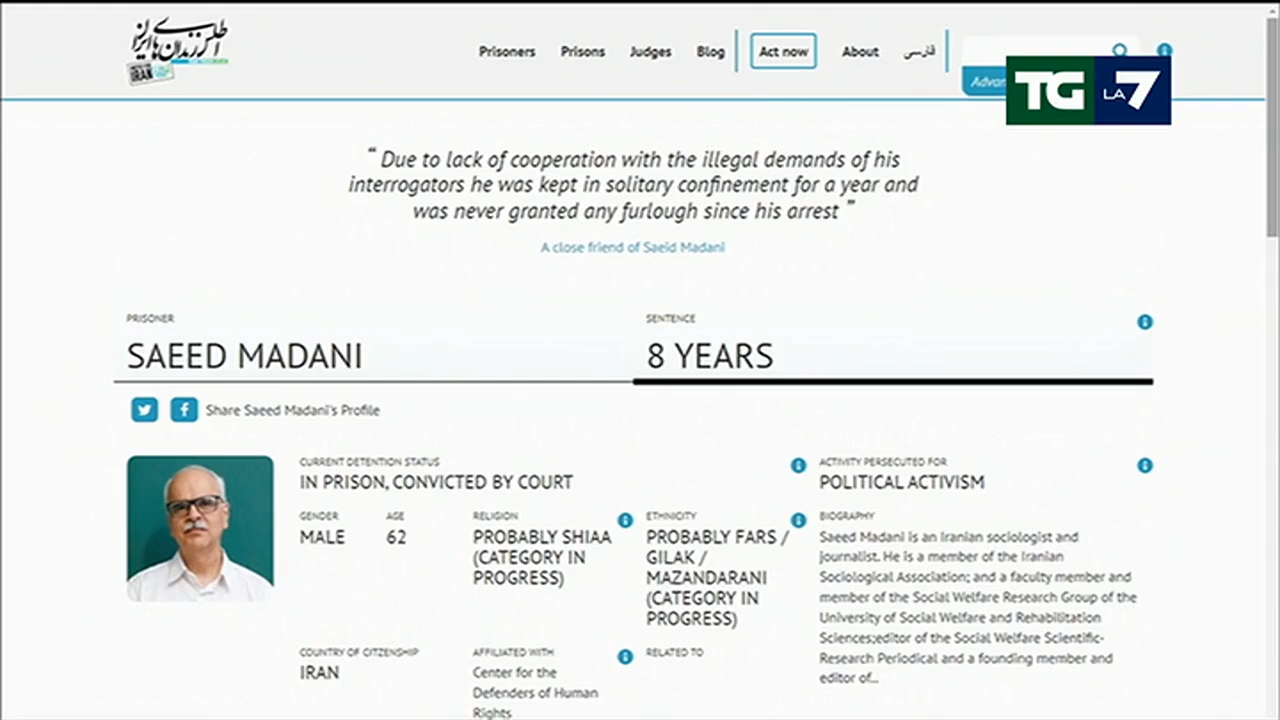 اطلس زندان‌های ایران
IRAN
Prisoners Prisons Judges Blog Act now About فارسی
TG LA7
“ Due to lack of cooperation with the illegal demands of his
interrogators he was kept in solitary confinement for a year and
was never granted any furlough since his arrest ”
A close friend of Saeid Madani
PRISONER
SAEED MADANI
SENTENCE
8 YEARS
Share Saeed Madani's Profile
CURRENT DETENTION STATUS
IN PRISON, CONVICTED BY COURT
GENDER
MALE
AGE
62
RELIGION
PROBABLY SHIAA
(CATEGORY IN
PROGRESS)
ETHNICITY
PROBABLY FARS /
GILAK /
MAZANDARANI
(CATEGORY IN
PROGRESS)
COUNTRY OF CITZENSHIP
IRAN
AFFILIATED WITH
Center for the
Defenders of Human
Rights
RELATED TO
ACTIVITY PERSECUTED FOR
POLITICAL ACTIVISM
BIOGRAPHY
Saeed Madani is an Iranian sociologist and
journalist. He is a member of the Iranian
Sociological Association; and a faculty member and
member of the Social Welfare Research Group of the
University of Social Welfare and Rehabilitation
Sciences;editor of the Social Welfare Scientific-
Research Periodical and a founding member and
editor of...